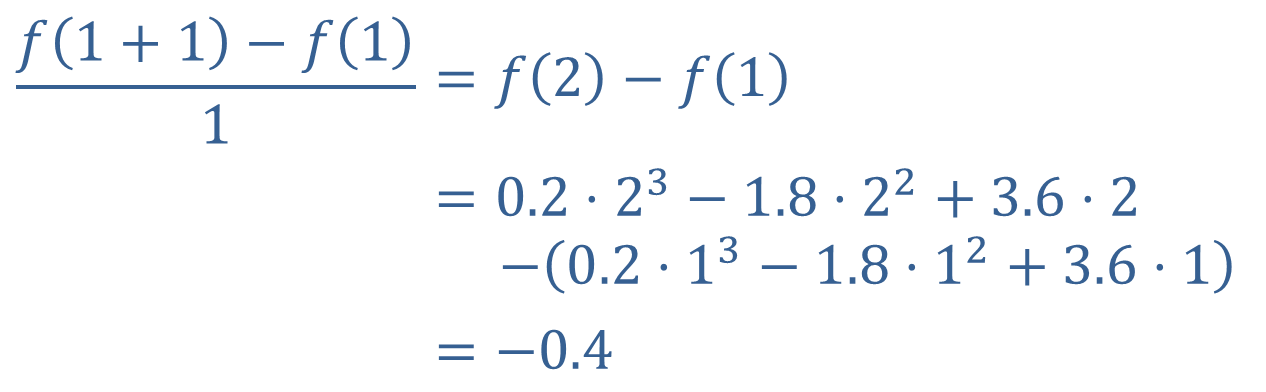 f(1 + 1) − f(1)
1
= f(2) − f(1)
= 0.2 · 2³ − 1.8 · 2² + 3.6 · 2
−(0.2 · 1³ − 1.8 · 1² + 3.6 · 1)
= −0.4